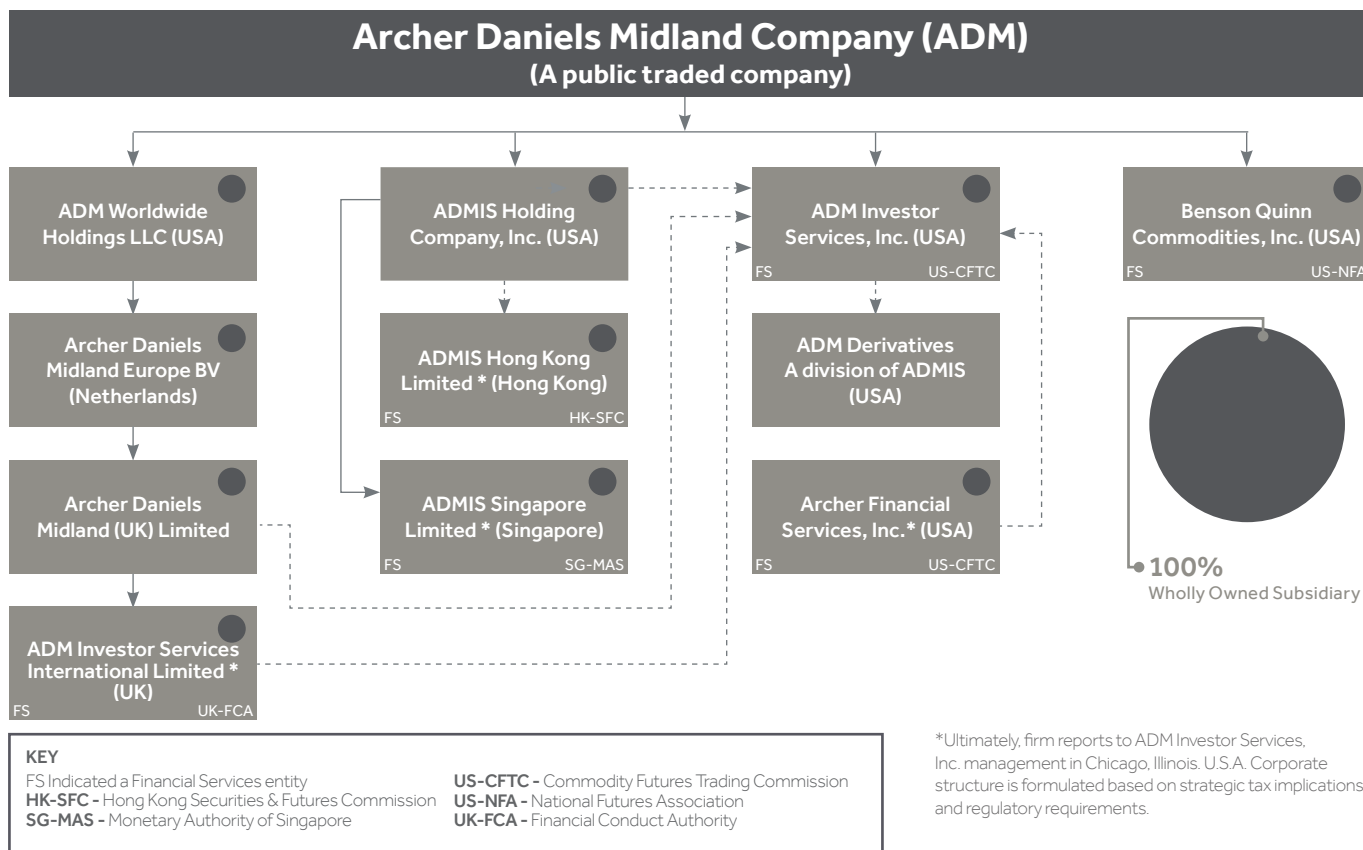 Archer Daniels Midland Company (ADM)
(A public traded company)
ADM Worldwide
Holdings LLC (USA)
ADMIS Holding
Company, Inc. (USA)
ADM Investor
Services, Inc. (USA)
FS US-CFTC
Benson Quinn
Commodities, Inc. (USA)
FS US-NFA
Archer Daniels
Midland Europe BV
(Netherlands)
ADMIS Hong Kong
Limited * (Hong Kong)
FS HK-SFC
ADM Derivatives
A division of ADMIS
(USA)
Archer Daniels
Midland (UK) Limited
ADMIS Singapore
Limited * (Singapore)
FS SG-MAS
Archer Financial
Services, Inc.* (USA)
FS US-CFTC
100%
Wholly Owned Subsidiary
ADM Investor Services
International Limited *
(UK)
FS UK-FCA
KEY
FS Indicated a Financial Services entity
HK-SFC - Hong Kong Securities & Futures Commission
SG-MAS - Monetary Authority of Singapore
US-CFTC - Commodity Futures Trading Commission
US-NFA - National Futures Association
UK-FCA - Financial Conduct Authority
*Ultimately, firm reports to ADM Investor Services,
Inc. management in Chicago, Illinois. U.S.A. Corporate
structure is formulated based on strategic tax implications
and regulatory requirements.